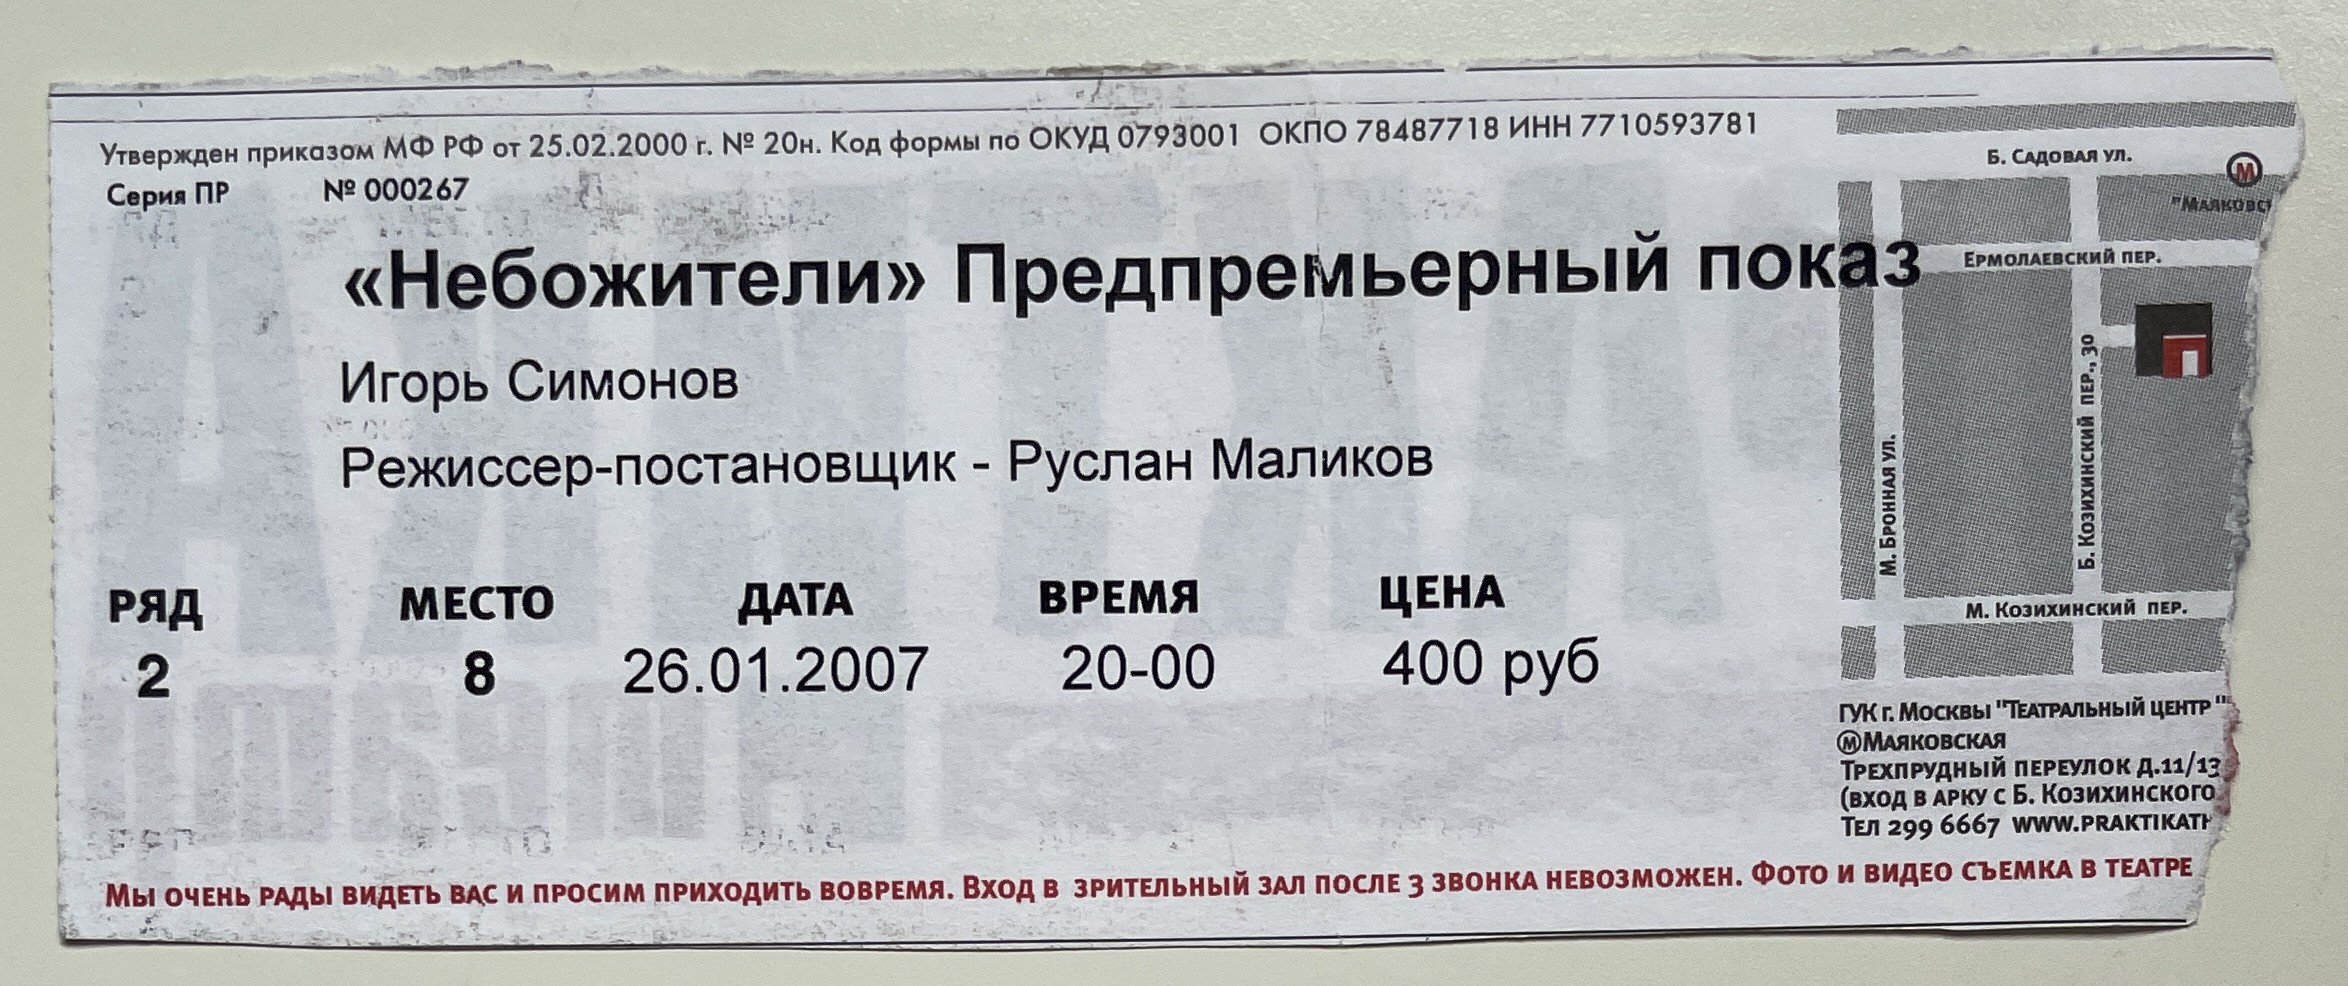 Утвержден приказом МФ РФ от 25.02.2000 г. № 20н. Код формы по ОКУД 0793001 ОКПО 78487718 ИНН 7710593781
Серия ПР № 000267
«Небожители» Предпремьерный показ
Игорь Симонов
Режиссер-постановщик - Руслан Маликов
РЯД МЕСТО ДАТА ВРЕМЯ ЦЕНА
2 8 26.01.2007 20-00 400 руб
Б. САДОВАЯ УЛ.
М
"МАЯКОВС
ЕРМОЛАЕВСКИЙ ПЕР.
М. БРОННАЯ УЛ.
Б. КОЗИХИНСКИЙ ПЕР., 30
М. КОЗИХИНСКИЙ ПЕР.
ГУК г. МОСКВЫ "ТЕАТРАЛЬНЫЙ ЦЕНТР "
М МАЯКОВСКАЯ
ТРЕХПРУДНЫЙ ПЕРЕУЛОК Д.11/13
(ВХОД В АРКУ С Б. КОЗИХИНСКОГО
ТЕЛ 299 6667 WWW.PRAKTIKATH
МЫ ОЧЕНЬ РАДЫ ВИДЕТЬ ВАС И ПРОСИМ ПРИХОДИТЬ ВОВРЕМЯ. ВХОД В ЗРИТЕЛЬНЫЙ ЗАЛ ПОСЛЕ 3 ЗВОНКА НЕВОЗМОЖЕН. ФОТО И ВИДЕО СЪЕМКА В ТЕАТРЕ